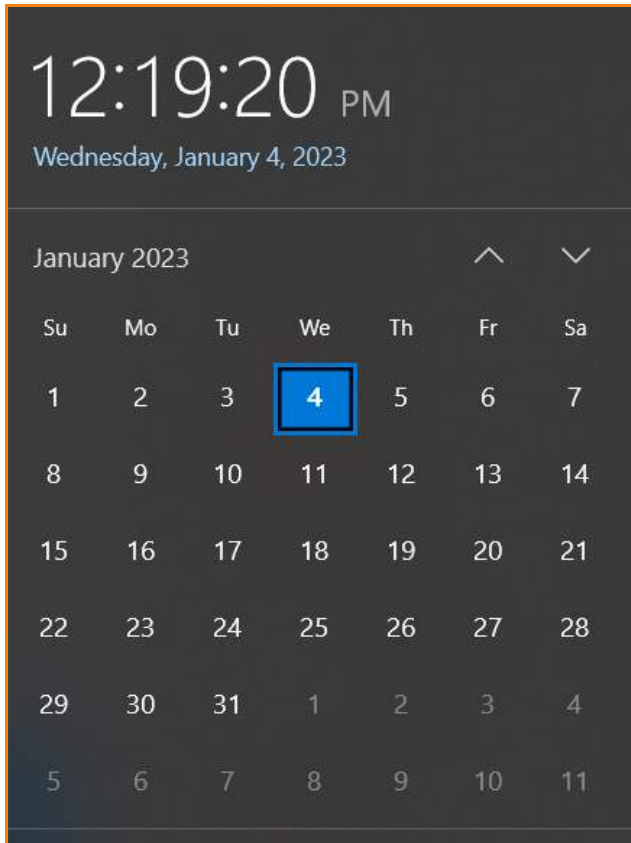 12:19:20 PM
Wednesday, January 4, 2023
January 2023
Su Mo Tu We Th Fr Sa
1 2 3 4 5 6 7
8 9 10 11 12 13 14
15 16 17 18 19 20 21
22 23 24 25 26 27 28
29 30 31 1 2 3 4
5 6 7 8 9 10 11